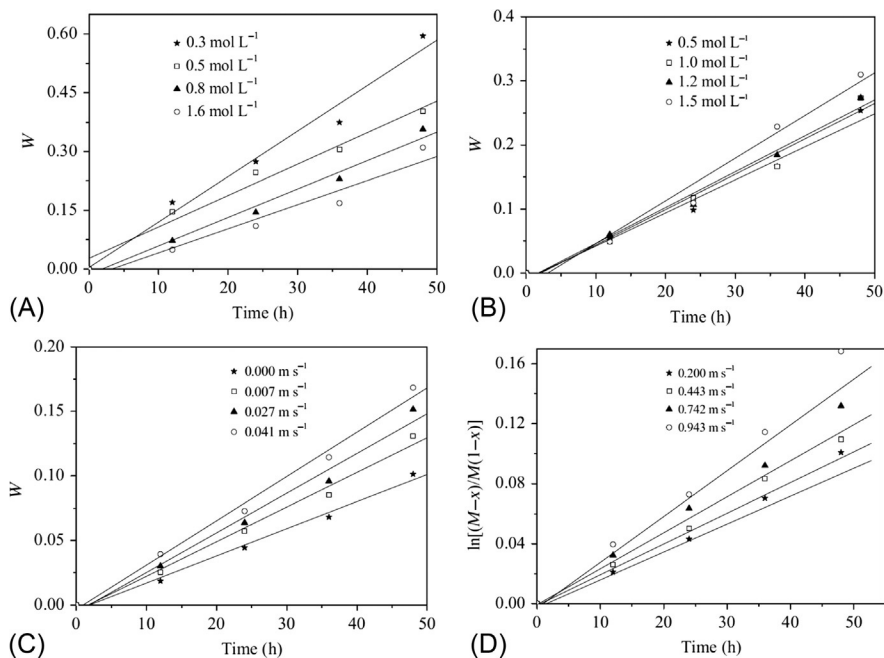 (A)
W
0.60
0.45
0.30
0.15
0.00
0.3 mol L⁻¹
0.5 mol L⁻¹
0.8 mol L⁻¹
1.6 mol L⁻¹
0 10 20 30 40 50
Time (h)
(B)
W
0.4
0.3
0.2
0.1
0.0
0.5 mol L⁻¹
1.0 mol L⁻¹
1.2 mol L⁻¹
1.5 mol L⁻¹
0 10 20 30 40 50
Time (h)
(C)
W
0.20
0.15
0.10
0.05
0.00
0.000 m s⁻¹
0.007 m s⁻¹
0.027 m s⁻¹
0.041 m s⁻¹
0 10 20 30 40 50
Time (h)
(D)
ln[(M−x)/M(1−x)]
0.16
0.12
0.08
0.04
0.00
0.200 m s⁻¹
0.443 m s⁻¹
0.742 m s⁻¹
0.943 m s⁻¹
0 10 20 30 40 50
Time (h)